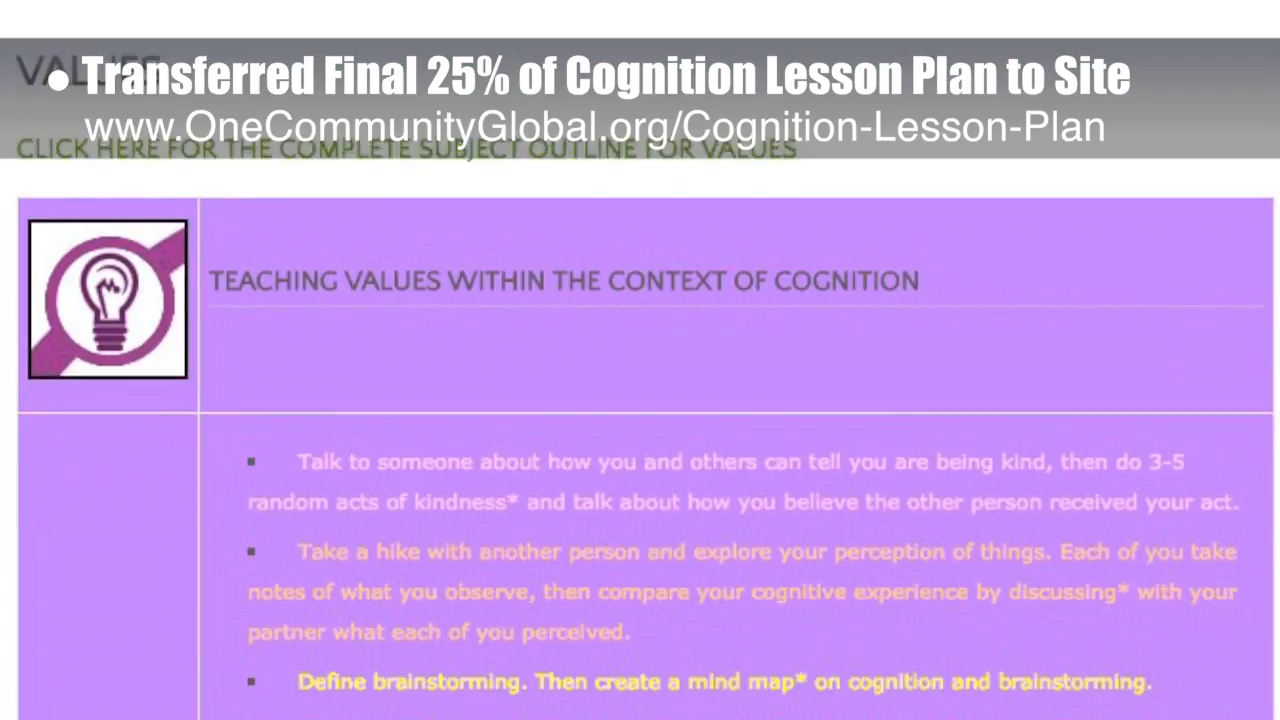 VALUES
• Transferred Final 25% of Cognition Lesson Plan to Site
www.OneCommunityGlobal.org/Cognition-Lesson-Plan
CLICK HERE FOR THE COMPLETE SUBJECT OUTLINE FOR VALUES
TEACHING VALUES WITHIN THE CONTEXT OF COGNITION
▪ Talk to someone about how you and others can tell you are being kind, then do 3-5
random acts of kindness* and talk about how you believe the other person received your act.
▪ Take a hike with another person and explore your perception of things. Each of you take
notes of what you observe, then compare your cognitive experience by discussing* with your
partner what each of you perceived.
▪ Define brainstorming. Then create a mind map* on cognition and brainstorming.